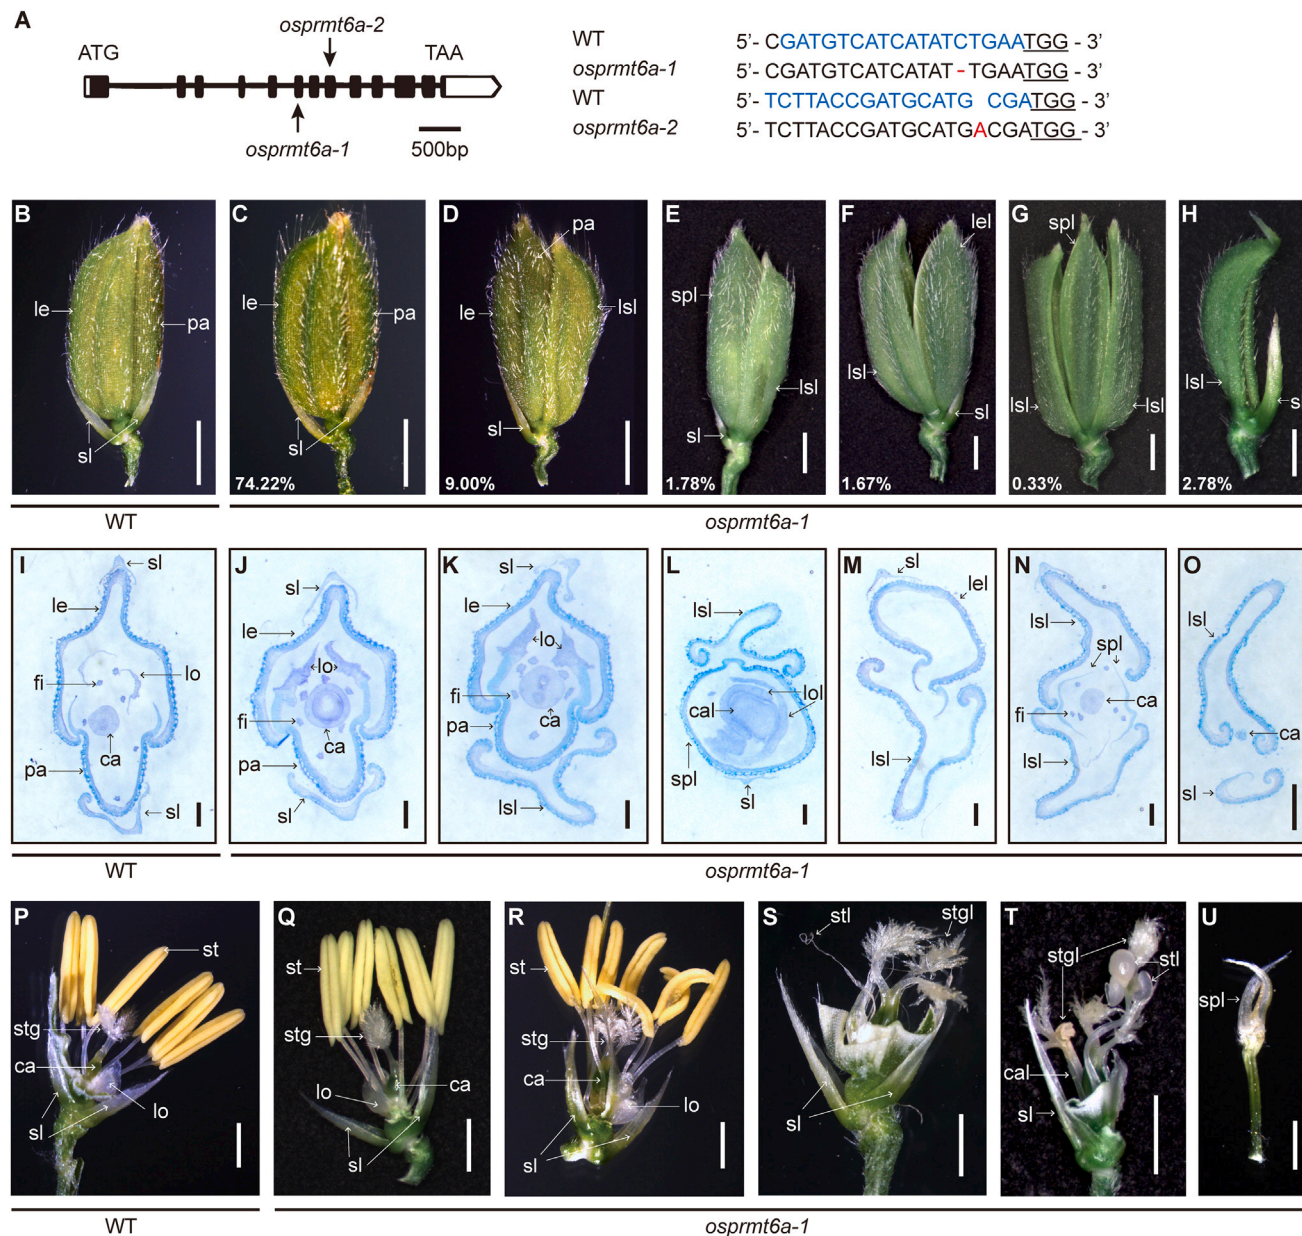 A
osprmt6a-2
ATG
TAA
osprmt6a-1
500bp
WT 5’- CGATGTCATCATATCTGAATGG - 3’
osprmt6a-1 5’- CGATGTCATCATAT - TGAATGG - 3’
WT 5’- TCTTACCGATGCATG CGATGG - 3’
osprmt6a-2 5’- TCTTACCGATGCATGACGATGG - 3’
B
le
pa
sl
C
le
pa
sl
74.22%
D
pa
le
lsl
sl
9.00%
E
spl
lsl
sl
1.78%
F
lel
lsl
sl
1.67%
G
spl
lsl
lsl
0.33%
H
lsl
s
2.78%
WT
osprmt6a-1
I
sl
le
lo
fi
ca
pa
sl
J
sl
le
lo
fi
ca
pa
sl
K
sl
le
lo
fi
ca
pa
lsl
L
lsl
lol
cal
spl
sl
M
sl
lel
lsl
N
lsl
spl
ca
fi
lsl
O
lsl
ca
sl
WT
osprmt6a-1
P
st
stg
ca
lo
sl
Q
st
stg
ca
lo
sl
R
st
stg
ca
lo
sl
S
stl
stgl
sl
T
stgl
stl
cal
sl
U
spl
WT
osprmt6a-1